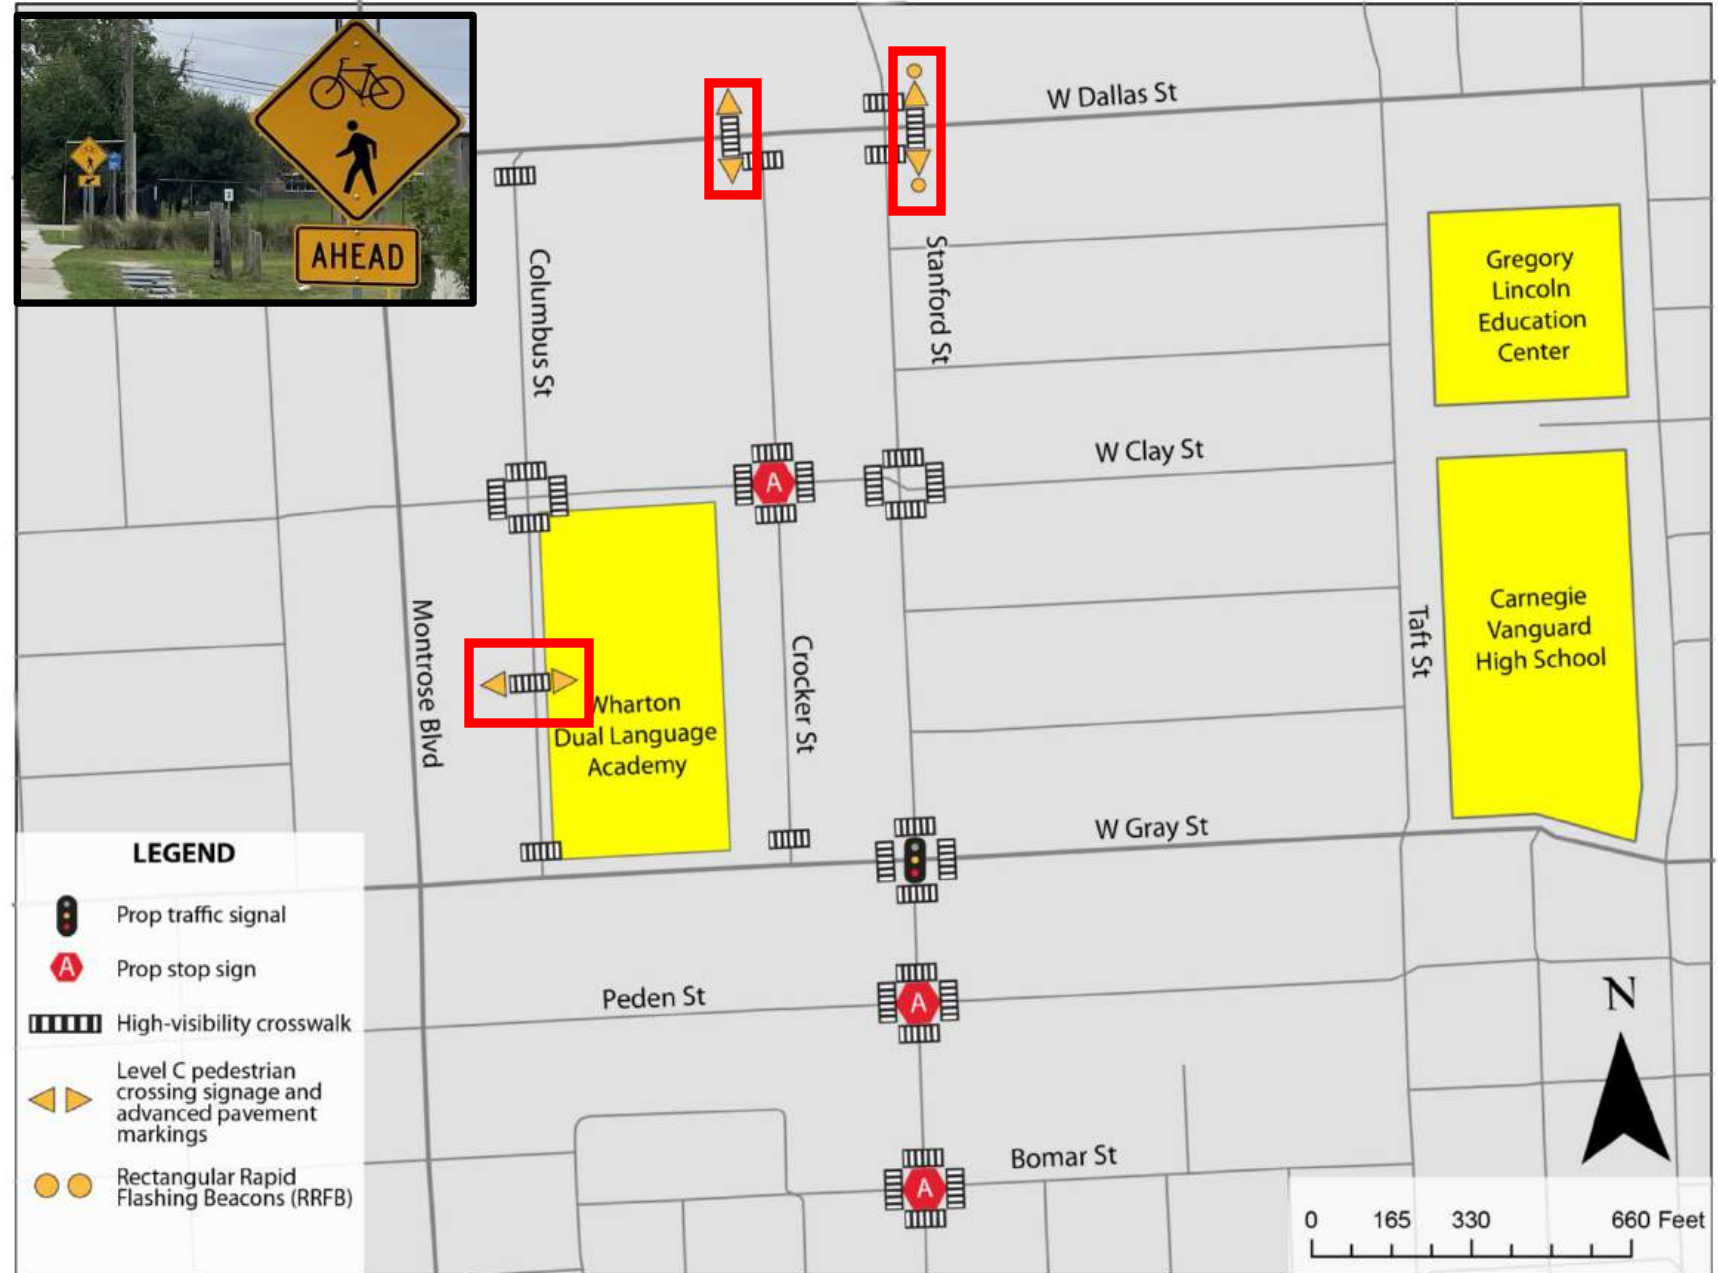 AHEAD
W Dallas St
Columbus St
Stanford St
Gregory
Lincoln
Education
Center
W Clay St
Montrose Blvd
Crocker St
Taft St
Carnegie
Vanguard
High School
Wharton
Dual Language
Academy
W Gray St
LEGEND
Prop traffic signal
A Prop stop sign
High-visibility crosswalk
Level C pedestrian
crossing signage and
advanced pavement
markings
Rectangular Rapid
Flashing Beacons (RRFB)
A
A
Peden St
A
Bomar St
N
0 165 330 660 Feet